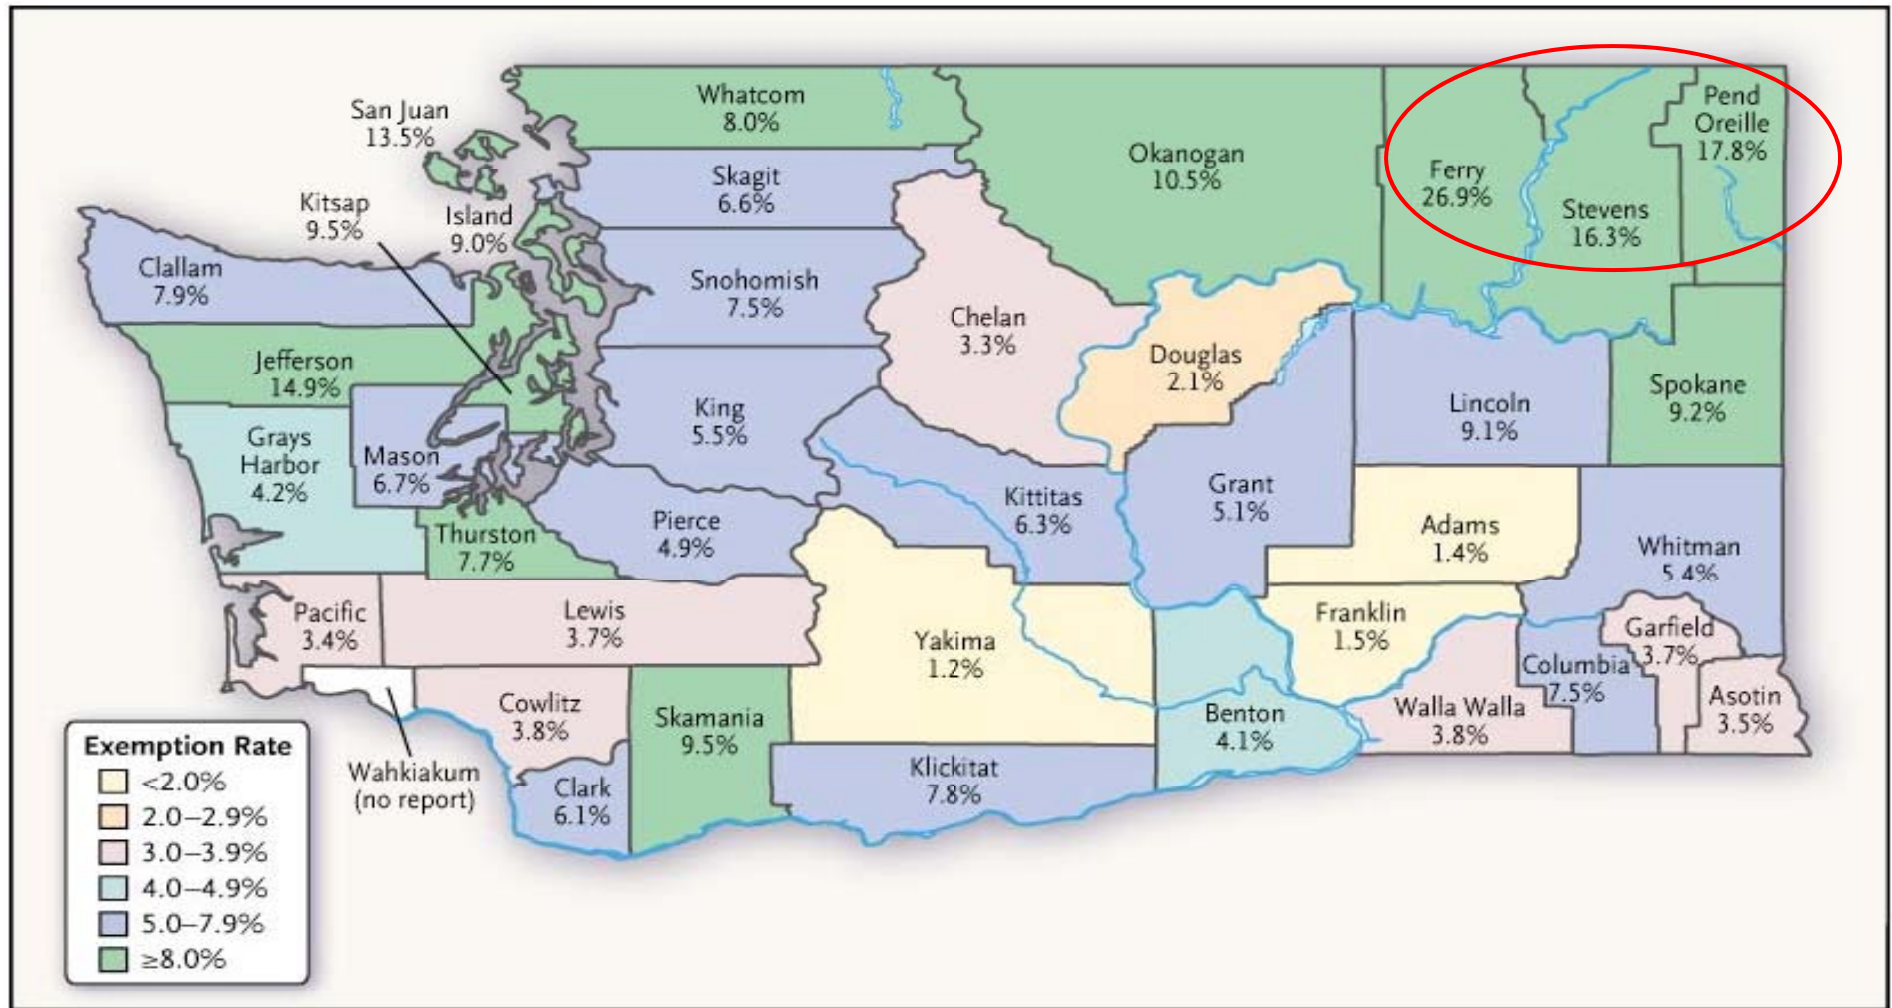 Whatcom
8.0%
San Juan
13.5%
Okanogan
10.5%
Ferry
26.9%
Stevens
16.3%
Pend
Oreille
17.8%
Skagit
6.6%
Kitsap
9.5%
Island
9.0%
Clallam
7.9%
Snohomish
7.5%
Chelan
3.3%
Douglas
2.1%
Jefferson
14.9%
King
5.5%
Lincoln
9.1%
Spokane
9.2%
Grays
Harbor
4.2%
Mason
6.7%
Kittitas
6.3%
Grant
5.1%
Adams
1.4%
Whitman
5.4%
Thurston
7.7%
Pierce
4.9%
Pacific
3.4%
Lewis
3.7%
Yakima
1.2%
Franklin
1.5%
Garfield
3.7%
Columbia
7.5%
Asotin
3.5%
Walla Walla
3.8%
Benton
4.1%
Cowlitz
3.8%
Skamania
9.5%
Klickitat
7.8%
Clark
6.1%
Wahkiakum
(no report)
Exemption Rate
<2.0%
2.0–2.9%
3.0–3.9%
4.0–4.9%
5.0–7.9%
≥8.0%